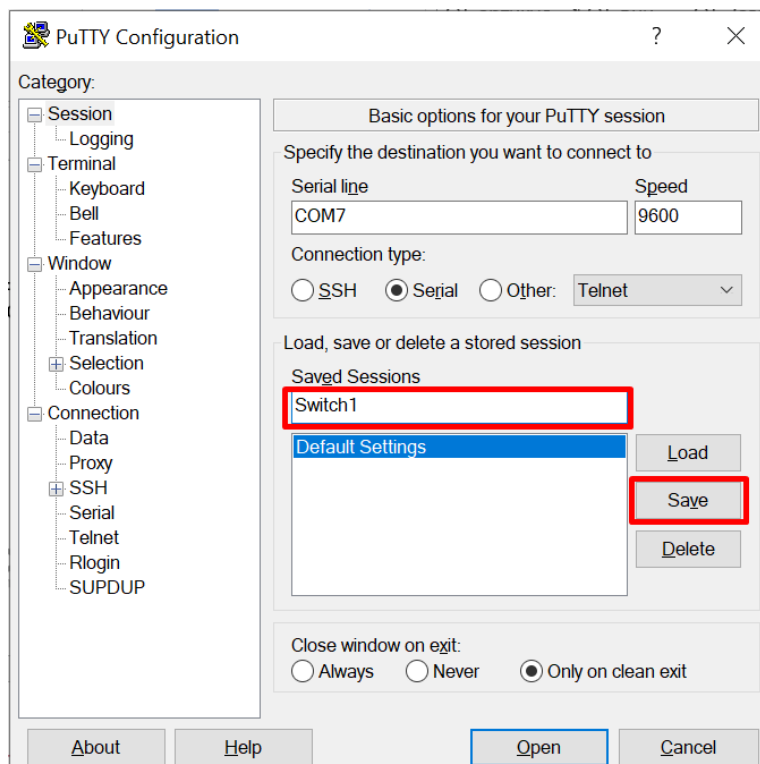 PuTTY Configuration
?
Category:
Session
Logging
Terminal
Keyboard
Bell
Features
Window
Appearance
Behaviour
Translation
Selection
Colours
Connection
Data
Proxy
SSH
Serial
Telnet
Rlogin
SUPDUP
Basic options for your PuTTY session
Specify the destination you want to connect to
Serial line Speed
COM7 9600
Connection type:
SSH Serial Other: Telnet
Load, save or delete a stored session
Saved Sessions
Switch1
Default Settings
Load
Save
Delete
Close window on exit:
Always Never Only on clean exit
About Help Open Cancel